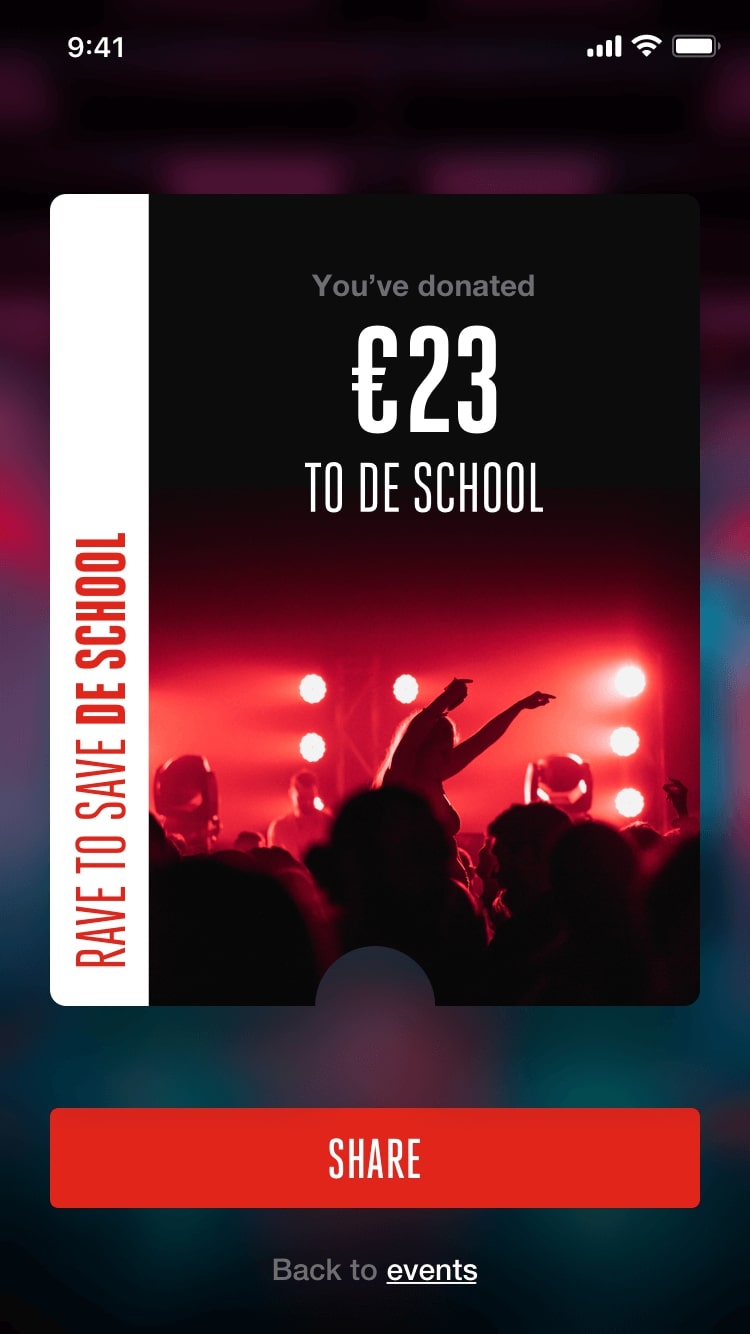 9:41
You’ve donated
€23
TO DE SCHOOL
RAVE TO SAVE DE SCHOOL
SHARE
Back to events